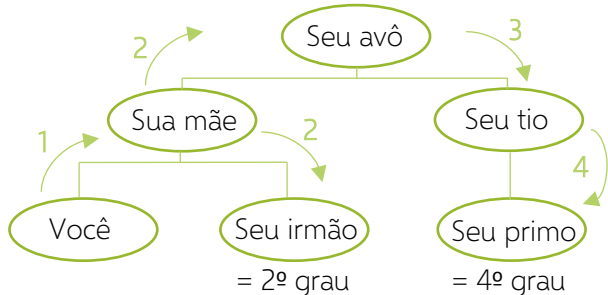 Seu avô
2
3
Sua mãe
Seu tio
1
2
4
Você
Seu irmão
Seu primo
= 2º grau
= 4º grau